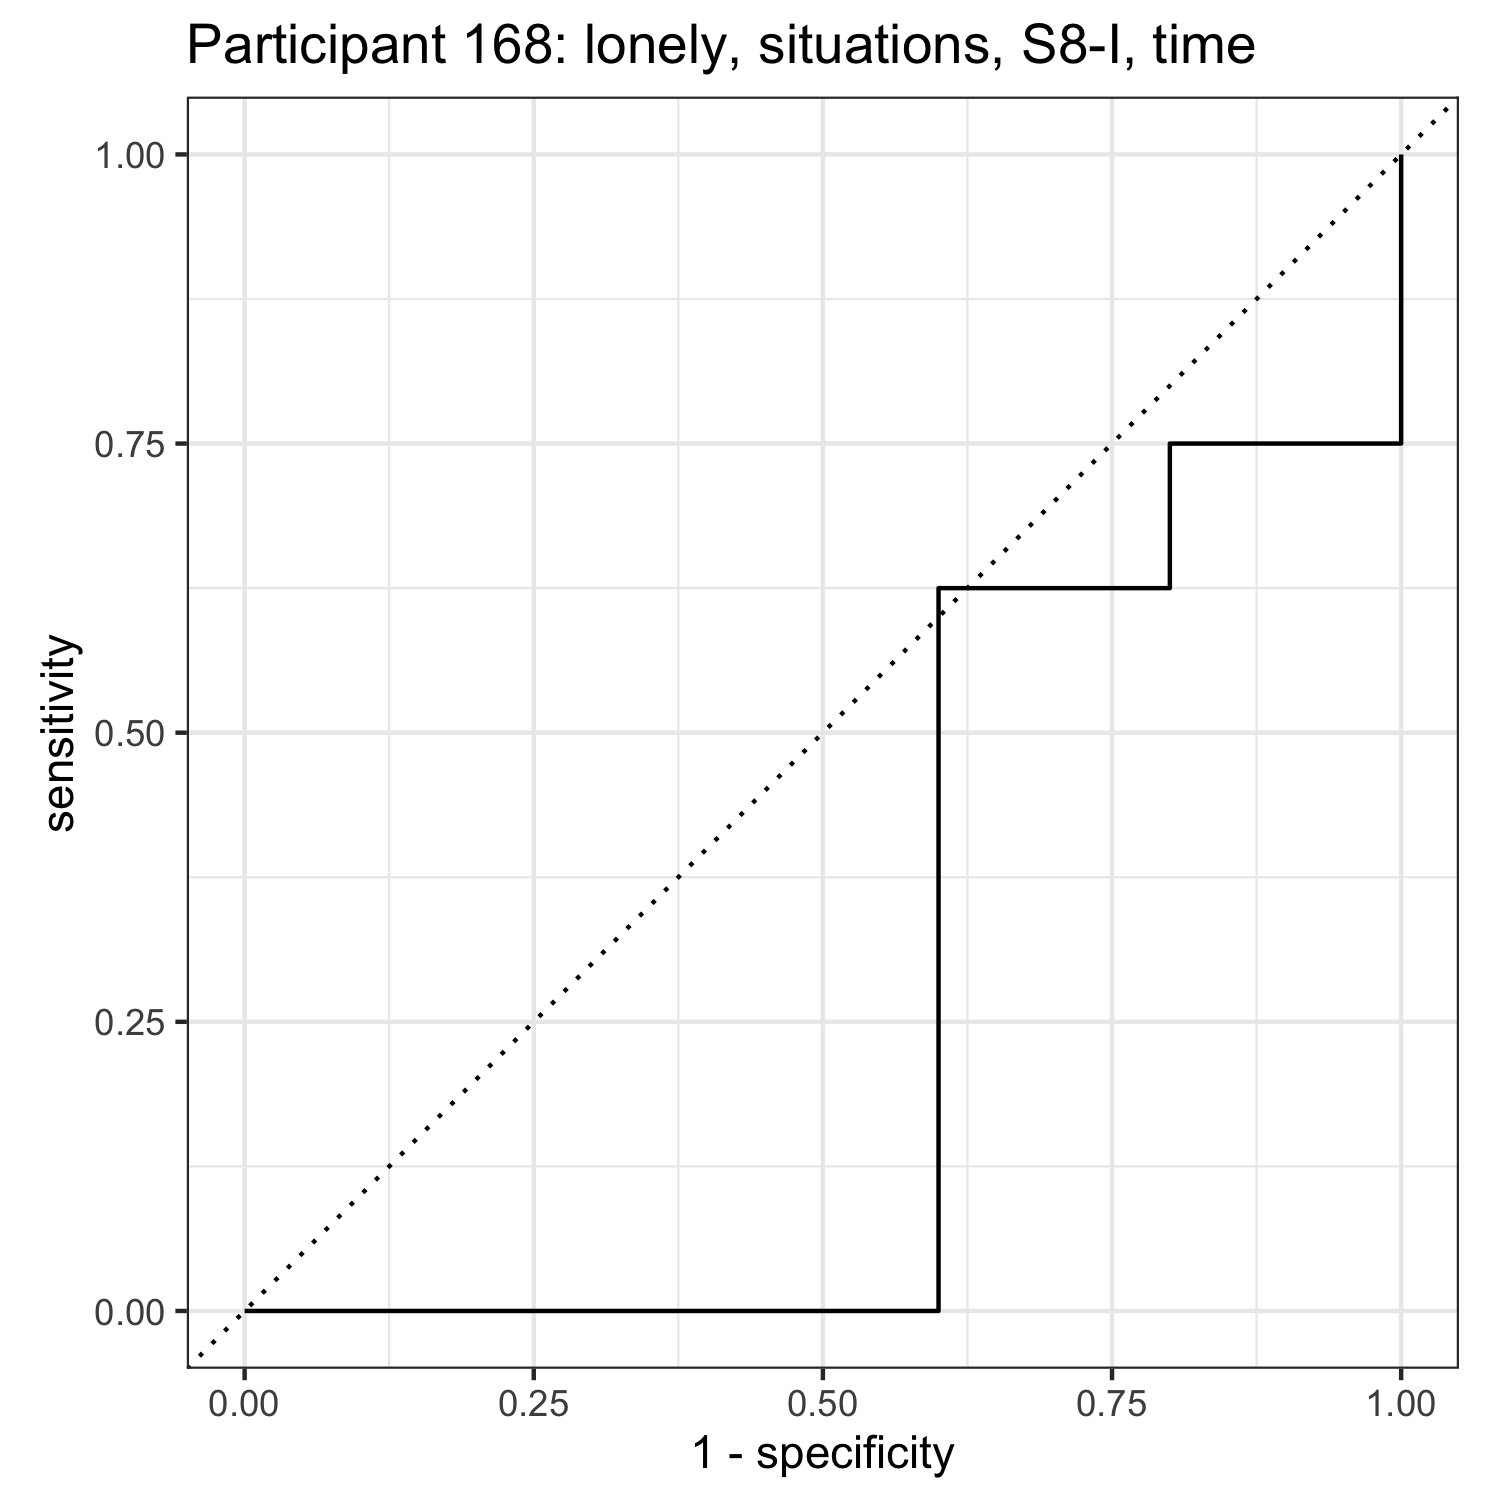 Participant 168: lonely, situations, S8-I, time
sensitivity
1.00
0.75
0.50
0.25
0.00
0.00 0.25 0.50 0.75 1.00
1 - specificity